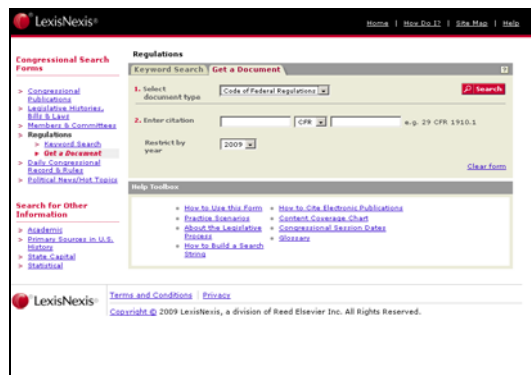 LexisNexis®
Home | How Do I? | Site Map | Help
Congressional Search
Forms
> Congressional
Publications
> Legislative Histories,
Bills & Laws
> Members & Committees
> Regulations
> Keyword Search
> Get a Document
> Daily Congressional
Record & Rules
> Political News/Hot Topics
Search for Other
Information
> Academic
> Primary Sources in U.S.
History
> State Capital
> Statistical
Regulations
Keyword Search
Get a Document
?
1. Select
document type
Code of Federal Regulations
Search
2. Enter citation
CFR
e.g. 29 CFR 1910.1
Restrict by
year
2009
Clear form
Help Toolbox
How to Use this Form
Practice Scenarios
About the Legislative
Process
How to Build a Search
String
How to Cite Electronic Publications
Content Coverage Chart
Congressional Session Dates
Glossary
LexisNexis®
Terms and Conditions | Privacy
Copyright © 2009 LexisNexis, a division of Reed Elsevier Inc. All Rights Reserved.